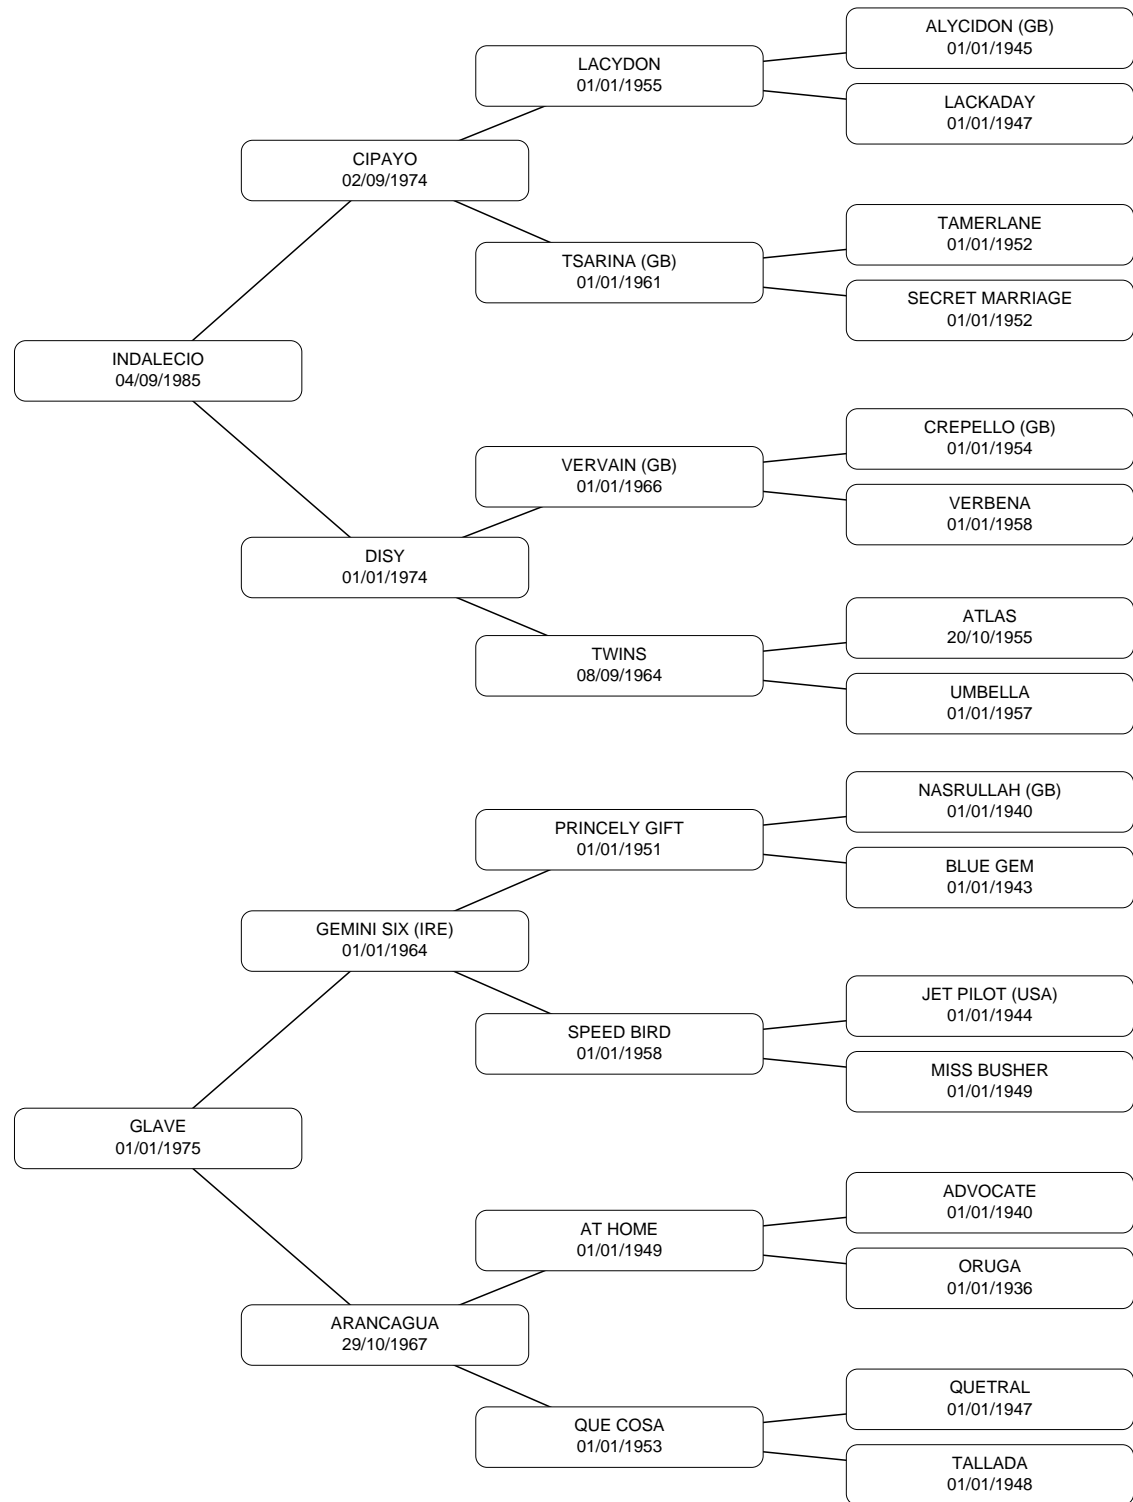 ALYCIDON (GB)
01/01/1945
LACYDON
01/01/1955
LACKADAY
01/01/1947
CIPAYO
02/09/1974
TAMERLANE
01/01/1952
TSARINA (GB)
01/01/1961
SECRET MARRIAGE
01/01/1952
INDALECIO
04/09/1985
CREPELLO (GB)
01/01/1954
VERVAIN (GB)
01/01/1966
VERBENA
01/01/1958
DISY
01/01/1974
ATLAS
20/10/1955
TWINS
08/09/1964
UMBELLA
01/01/1957
NASRULLAH (GB)
01/01/1940
PRINCELY GIFT
01/01/1951
BLUE GEM
01/01/1943
GEMINI SIX (IRE)
01/01/1964
JET PILOT (USA)
01/01/1944
SPEED BIRD
01/01/1958
MISS BUSHER
01/01/1949
GLAVE
01/01/1975
ADVOCATE
01/01/1940
AT HOME
01/01/1949
ORUGA
01/01/1936
ARANCAGUA
29/10/1967
QUETRAL
01/01/1947
QUE COSA
01/01/1953
TALLADA
01/01/1948